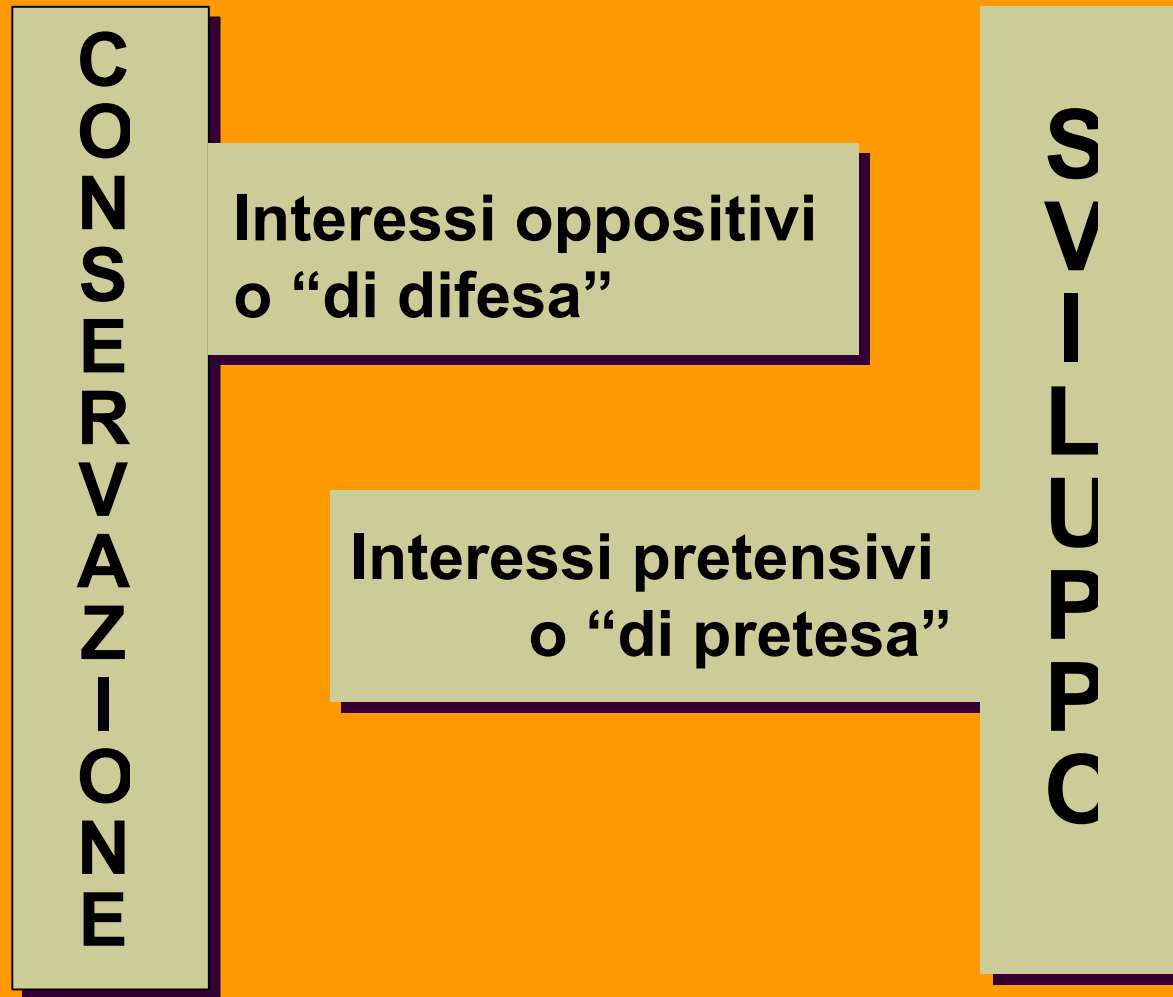 CONSERVAZIONE
Interessi oppositivi
o “di difesa”
Interessi pretensivi
o “di pretesa”
SVILUPPO